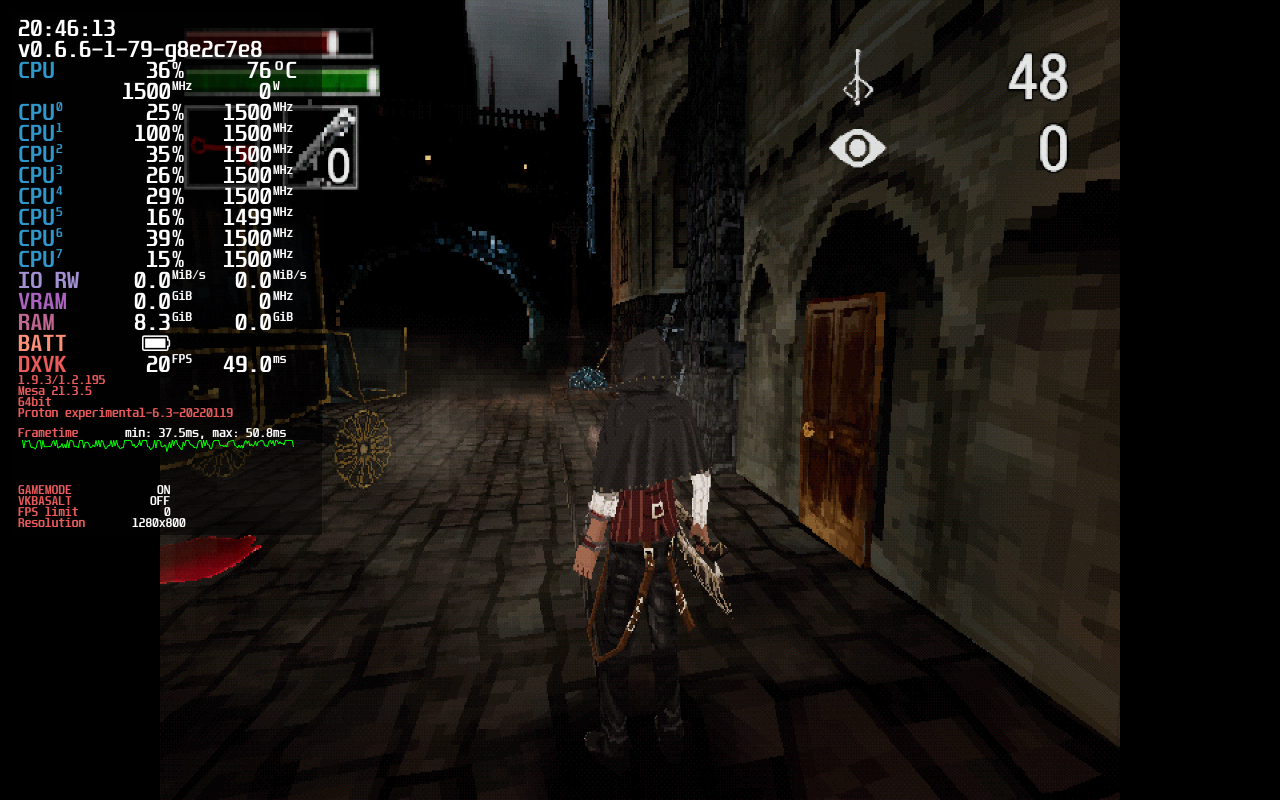 20:46:13
v0.6.6-1-79-g8e2c7e8
CPU 36% 76°C
1500MHz 0W
CPU0 25% 1500MHz
CPU1 100% 1500MHz
CPU2 35% 1500MHz
CPU3 26% 1500MHz
CPU4 29% 1500MHz
CPU5 16% 1499MHz
CPU6 39% 1500MHz
CPU7 15% 1500MHz
IO RW 0.0MiB/s 0.0MiB/s
VRAM 0.0GiB 0MHz
RAM 8.3GiB 0.0GiB
BATT
DXVK 20FPS 49.0ms
1.9.3/1.2.195
Mesa 21.3.5
64bit
Proton experimental-6.3-20220119
Frametime min: 37.5ms, max: 50.8ms
GAMEMODE ON
VKBASALT OFF
FPS limit 0
Resolution 1280x800
0
48
0